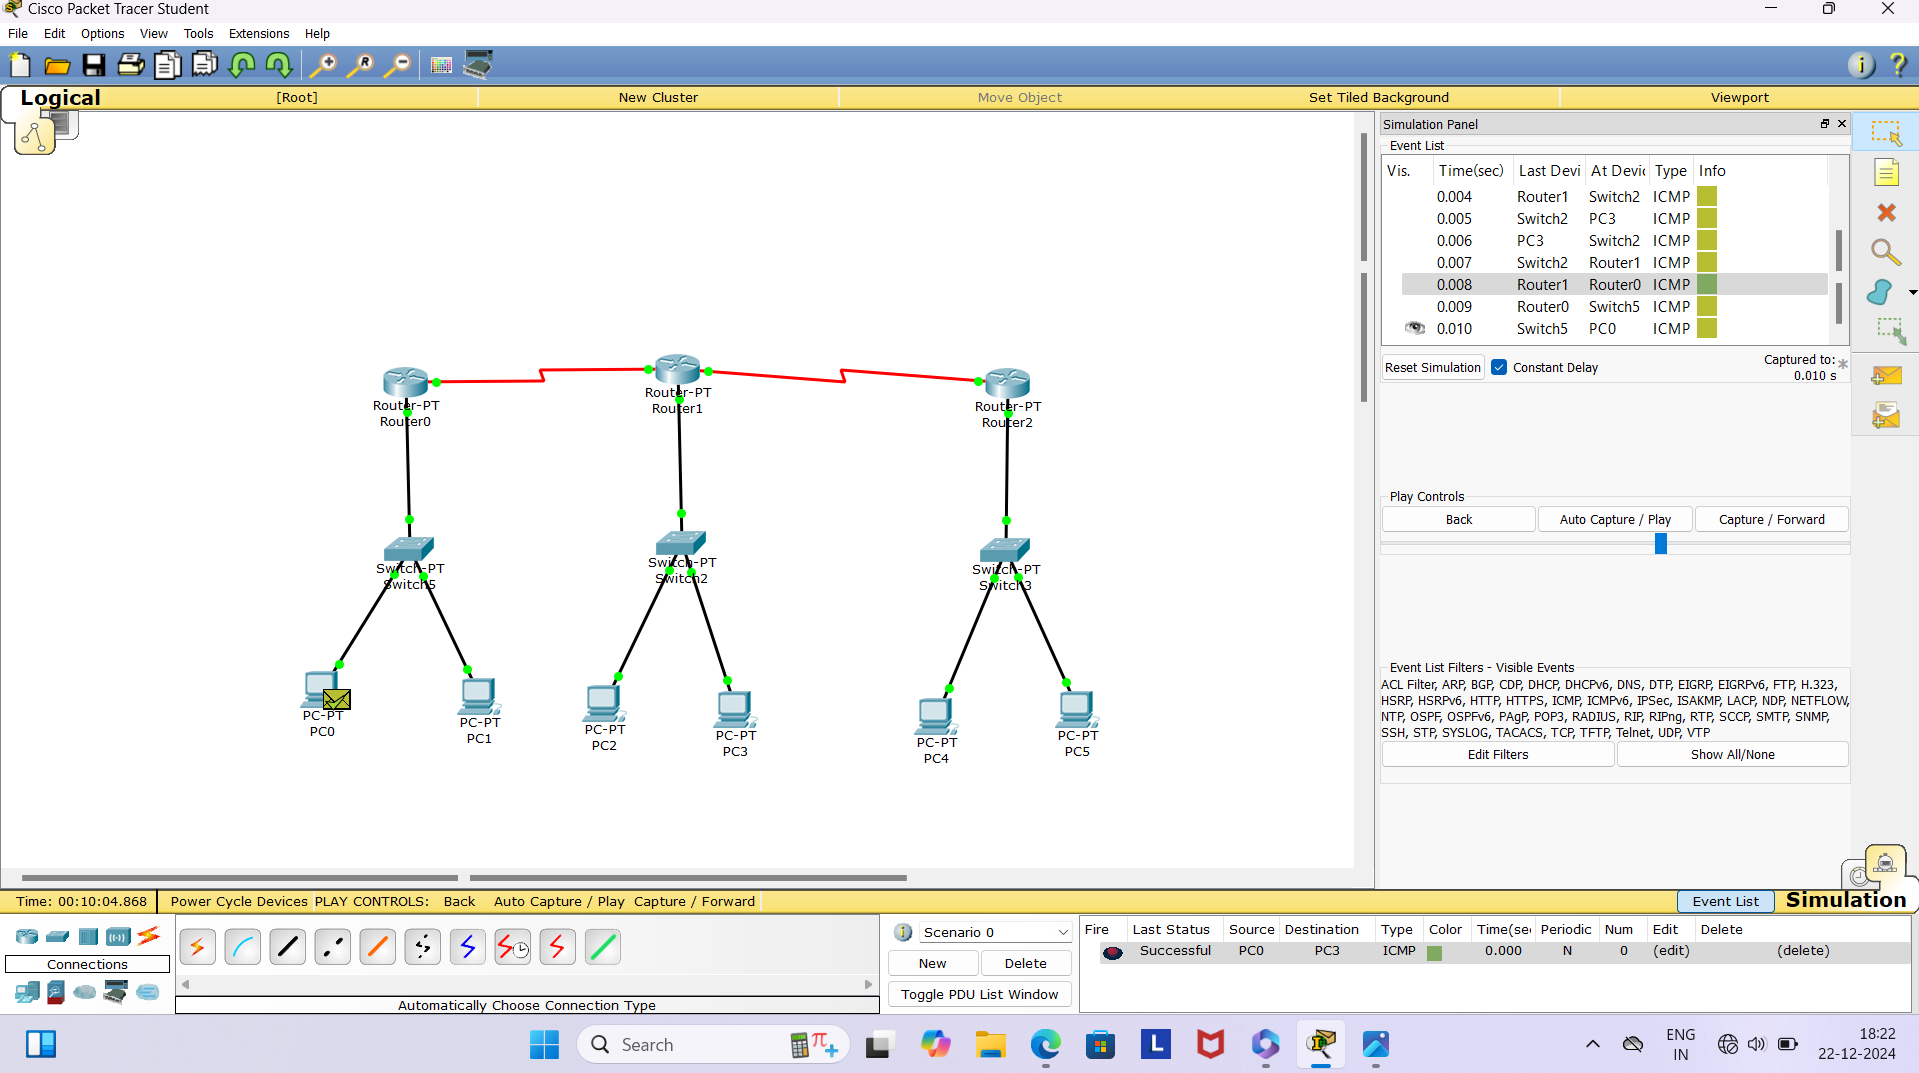 Cisco Packet Tracer Student
File Edit Options View Tools Extensions Help
Logical [Root] New Cluster Move Object Set Tiled Background Viewport
Simulation Panel
Event List
Vis. Time(sec) Last Devi At Devic Type Info
0.004 Router1 Switch2 ICMP
0.005 Switch2 PC3 ICMP
0.006 PC3 Switch2 ICMP
0.007 Switch2 Router1 ICMP
0.008 Router1 Router0 ICMP
0.009 Router0 Switch5 ICMP
0.010 Switch5 PC0 ICMP
Reset Simulation Constant Delay Captured to:
0.010 s
Router-PT
Router0
Router-PT
Router1
Router-PT
Router2
Switch-PT
Switch5
Switch-PT
Switch2
Switch-PT
Switch3
PC-PT
PC0
PC-PT
PC1
PC-PT
PC2
PC-PT
PC3
PC-PT
PC4
PC-PT
PC5
Play Controls
Back Auto Capture / Play Capture / Forward
Event List Filters - Visible Events
ACL Filter, ARP, BGP, CDP, DHCP, DHCPv6, DNS, DTP, EIGRP, EIGRPv6, FTP, H.323,
HSRP, HSRPv6, HTTP, HTTPS, ICMP, ICMPv6, IPSec, ISAKMP, LACP, NDP, NETFLOW,
NTP, OSPF, OSPFv6, PAgP, POP3, RADIUS, RIP, RIPng, RTP, SCCP, SMTP, SNMP,
SSH, STP, SYSLOG, TACACS, TCP, TFTP, Telnet, UDP, VTP
Edit Filters Show All/None
Time: 00:10:04.868 Power Cycle Devices PLAY CONTROLS: Back Auto Capture / Play Capture / Forward Event List Simulation
Connections
Automatically Choose Connection Type
Scenario 0
New Delete
Toggle PDU List Window
Fire Last Status Source Destination Type Color Time(sec Periodic Num Edit Delete
Successful PC0 PC3 ICMP 0.000 N 0 (edit) (delete)
Search
ENG
IN
18:22
22-12-2024